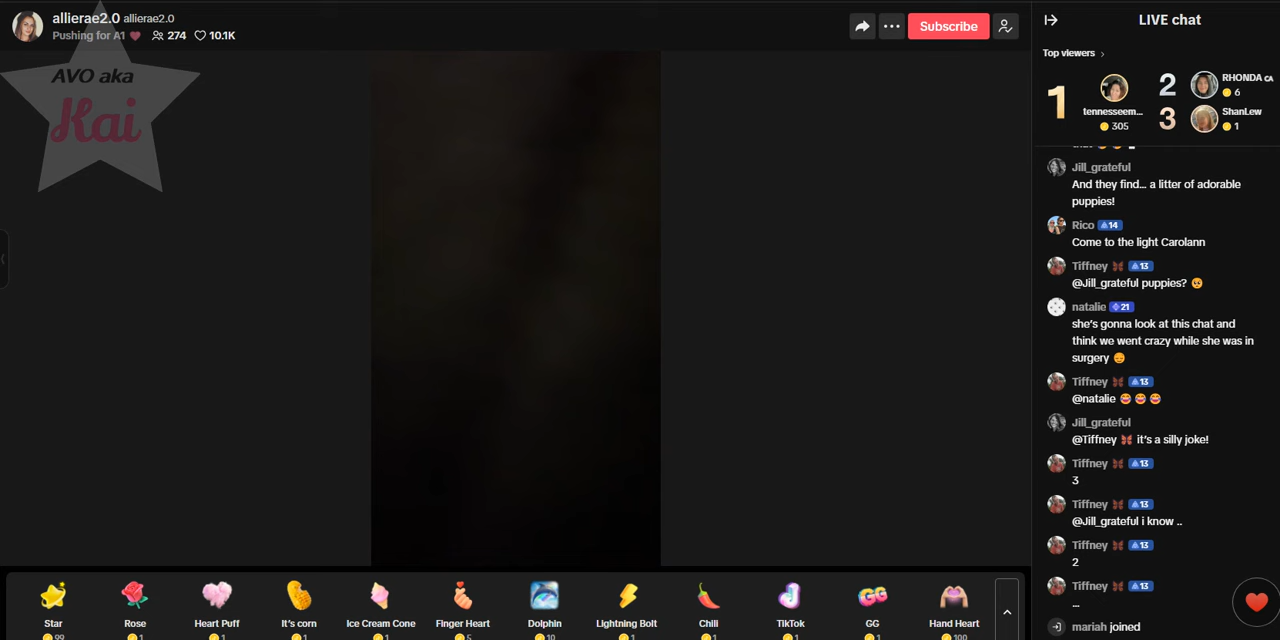 allierae2.0 allierae2.0
Pushing for A1 274 10.1K
Subscribe
AVO aka
Kai
LIVE chat
Top viewers
1
tennesseem...
305
2
RHONDA CA
6
3
ShanLew
1
Jill_grateful
And they find... a litter of adorable
puppies!
Rico 14
Come to the light Carolann
Tiffney 13
@Jill_grateful puppies? 🥺
natalie 21
she's gonna look at this chat and
think we went crazy while she was in
surgery 😔
Tiffney 13
@natalie 😂 😂 😂
Jill_grateful
@Tiffney it's a silly joke!
Tiffney 13
3
Tiffney 13
@Jill_grateful i know ..
Tiffney 13
2
Tiffney 13
...
mariah joined
Star Rose Heart Puff It's corn Ice Cream Cone Finger Heart Dolphin Lightning Bolt Chili TikTok GG Hand Heart
99 1 1 1 1 5 10 1 1 1 1 100